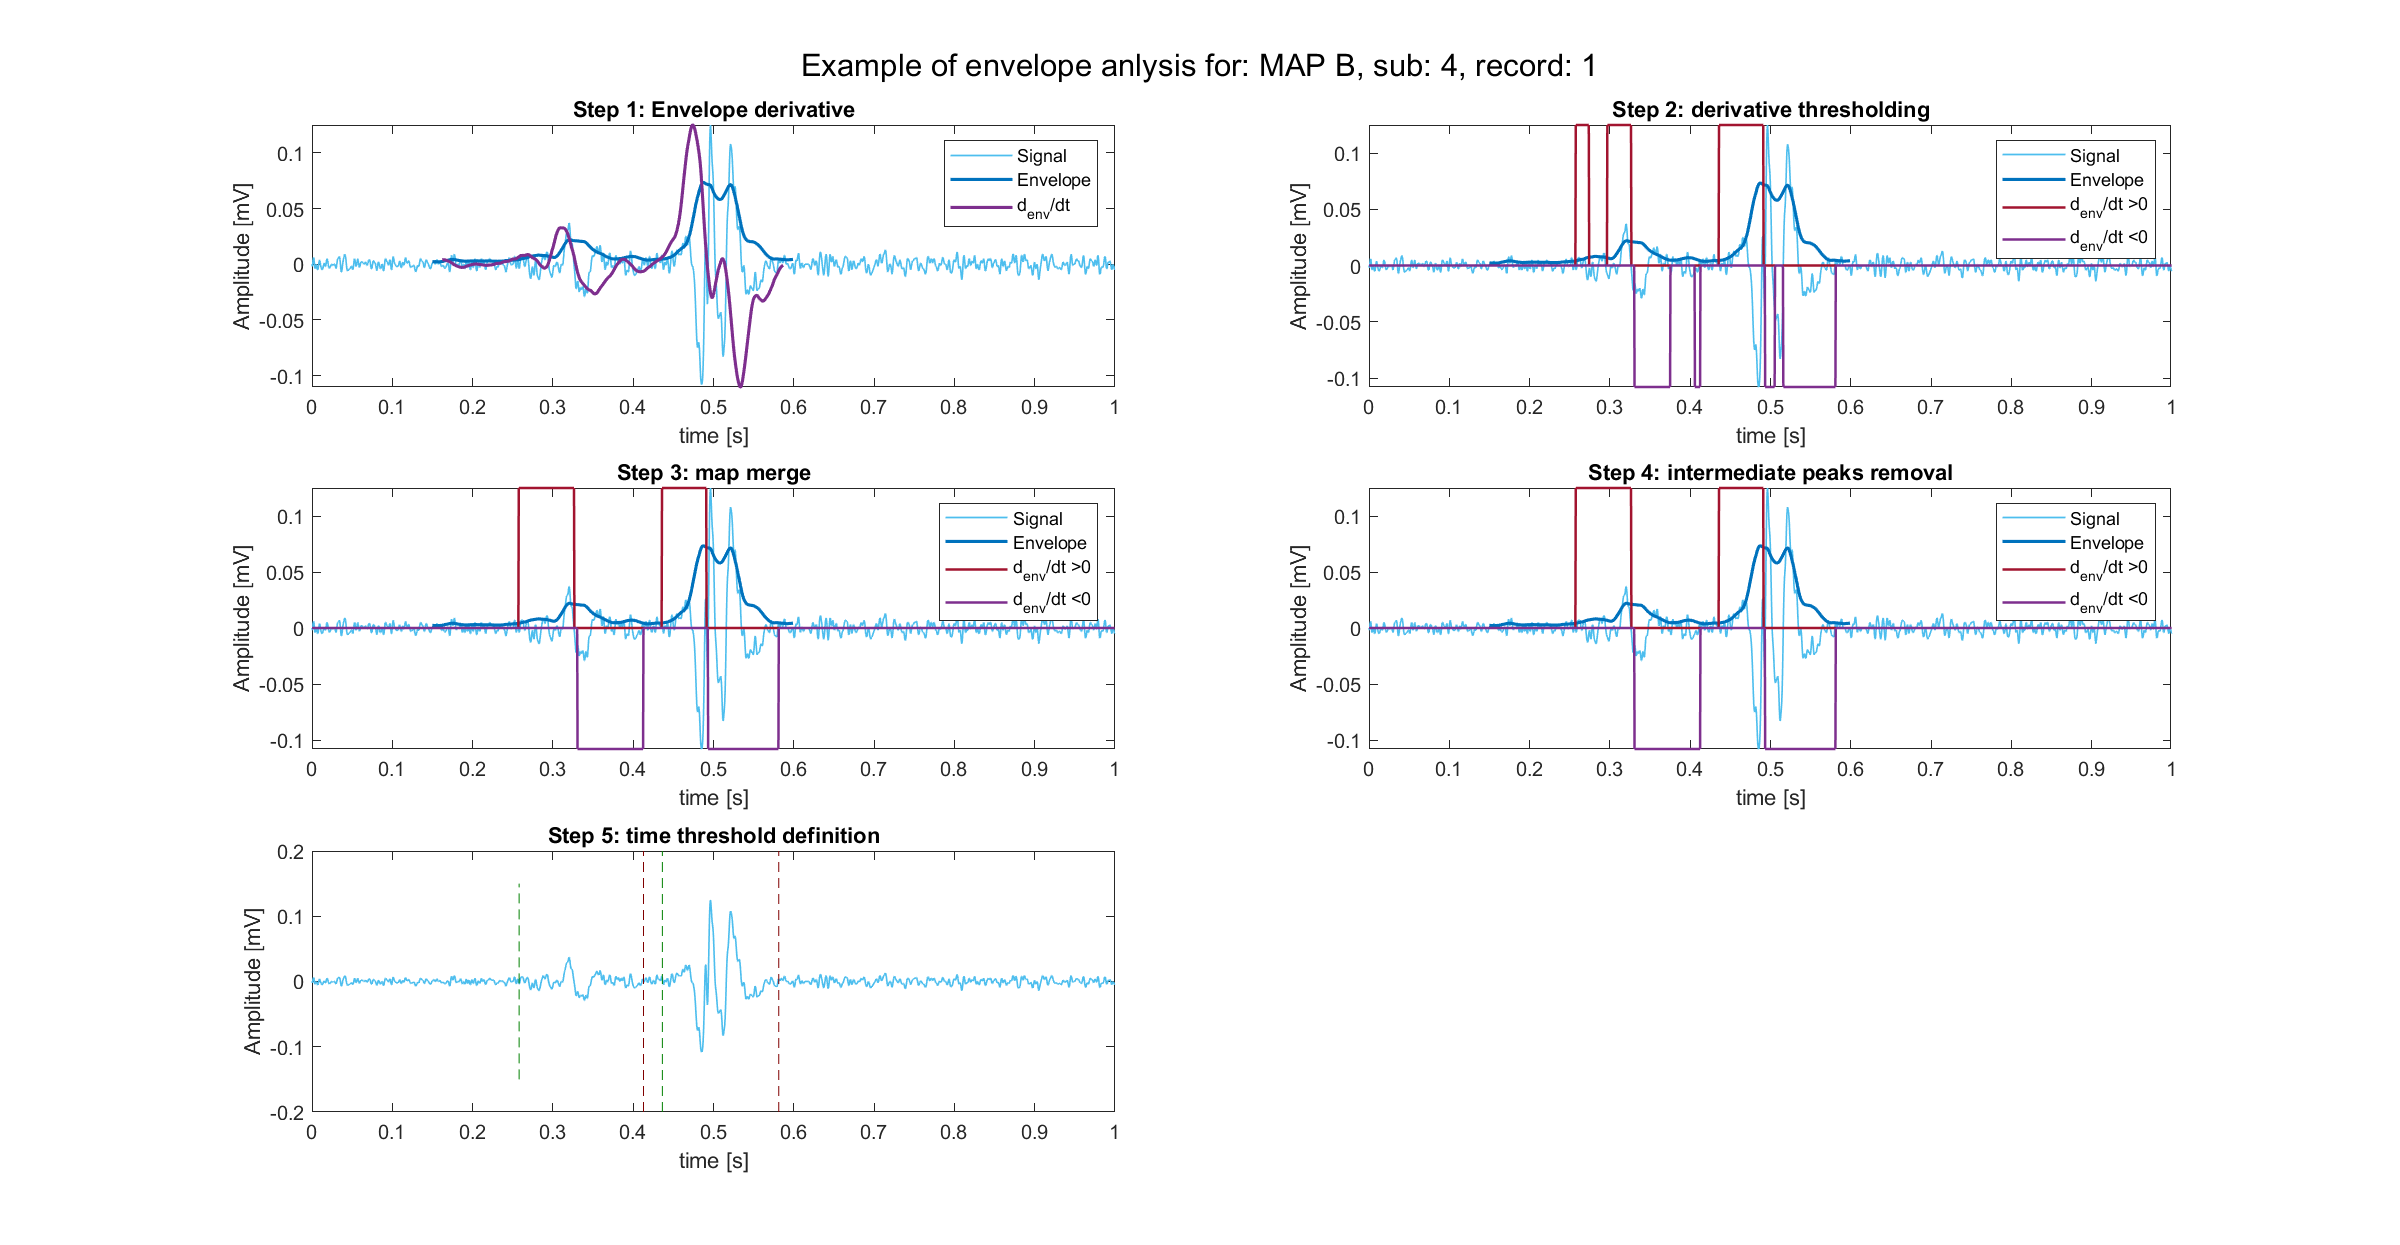 Example of envelope anlysis for: MAP B, sub: 4, record: 1
Step 1: Envelope derivative
Amplitude [mV]
0.1
0.05
0
-0.05
-0.1
Signal
Envelope
d_env/dt
0 0.1 0.2 0.3 0.4 0.5 0.6 0.7 0.8 0.9 1
time [s]
Step 2: derivative thresholding
Amplitude [mV]
0.1
0.05
0
-0.05
-0.1
Signal
Envelope
d_env/dt >0
d_env/dt <0
0 0.1 0.2 0.3 0.4 0.5 0.6 0.7 0.8 0.9 1
time [s]
Step 3: map merge
Amplitude [mV]
0.1
0.05
0
-0.05
-0.1
Signal
Envelope
d_env/dt >0
d_env/dt <0
0 0.1 0.2 0.3 0.4 0.5 0.6 0.7 0.8 0.9 1
time [s]
Step 4: intermediate peaks removal
Amplitude [mV]
0.1
0.05
0
-0.05
-0.1
Signal
Envelope
d_env/dt >0
d_env/dt <0
0 0.1 0.2 0.3 0.4 0.5 0.6 0.7 0.8 0.9 1
time [s]
Step 5: time threshold definition
Amplitude [mV]
0.2
0.1
0
-0.1
-0.2
0 0.1 0.2 0.3 0.4 0.5 0.6 0.7 0.8 0.9 1
time [s]